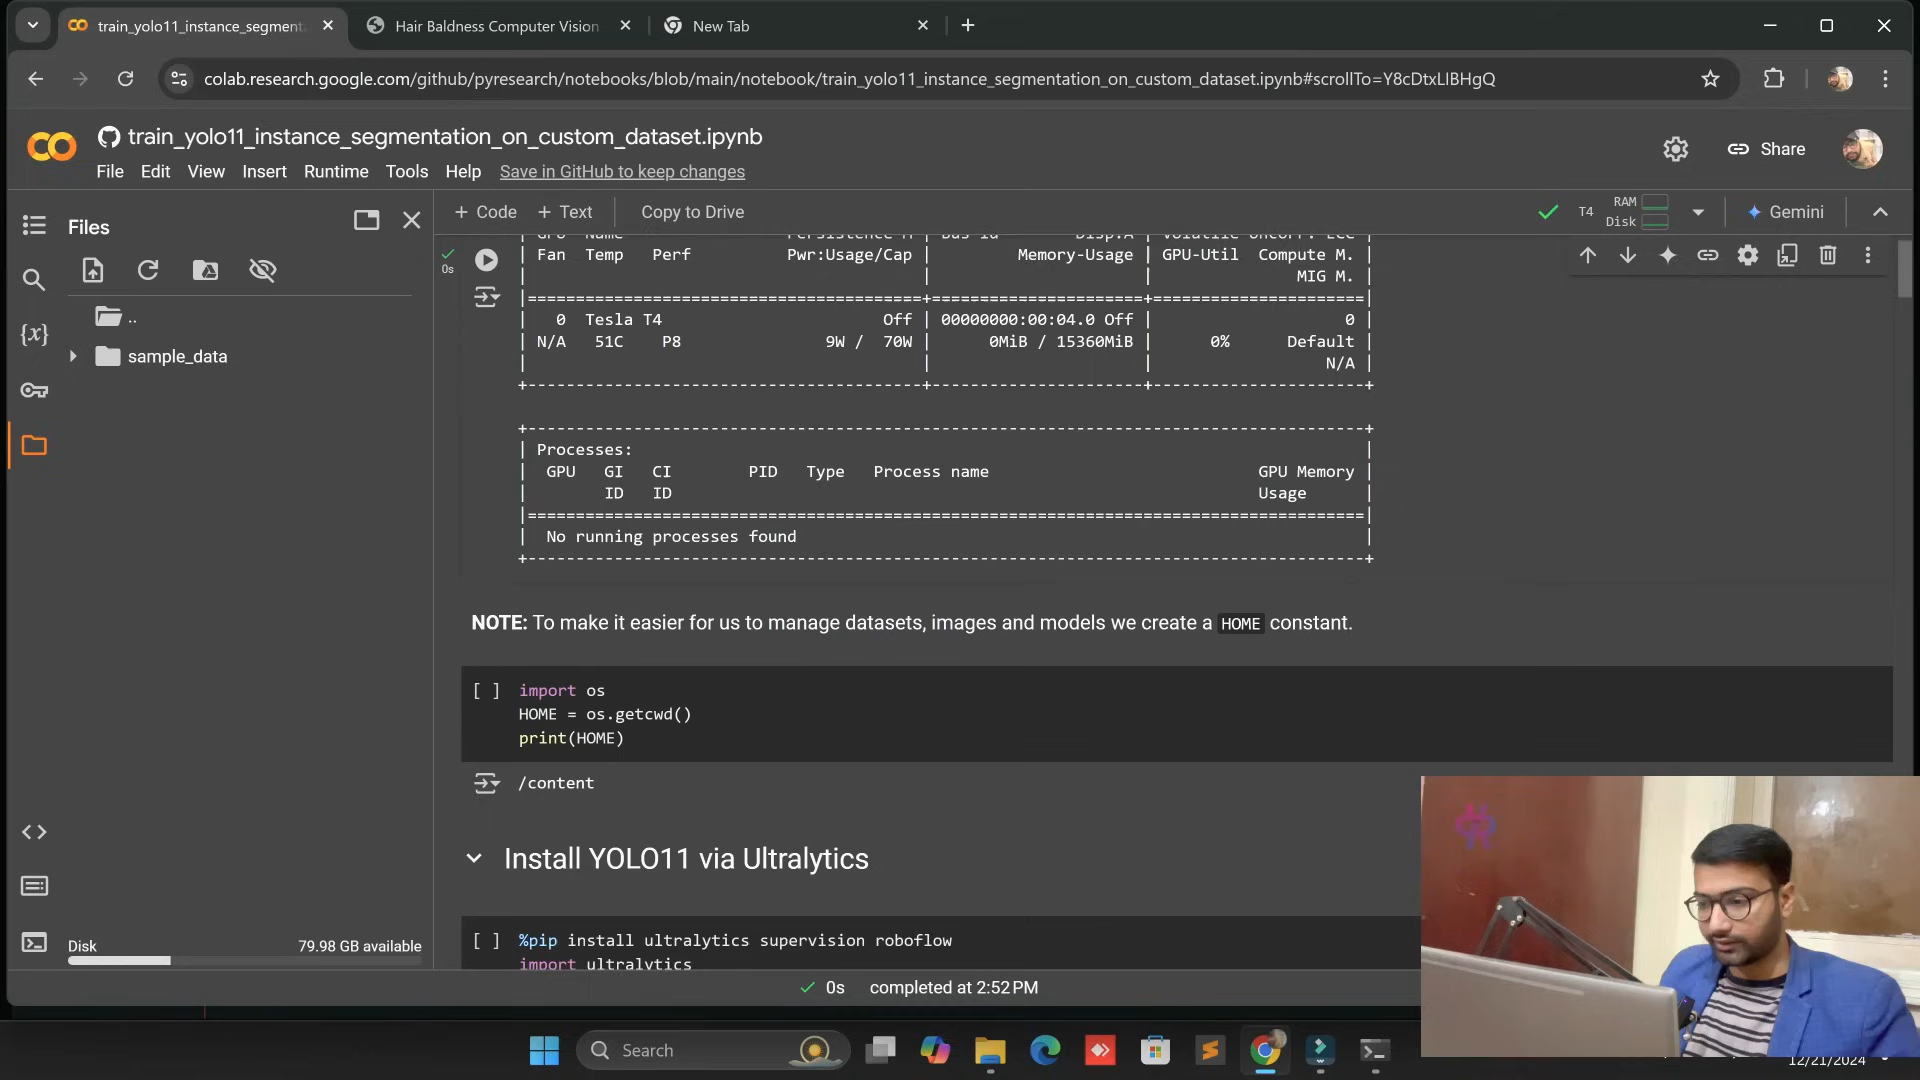 train_yolo11_instance_segment
Hair Baldness Computer Vision
New Tab
colab.research.google.com/github/pyresearch/notebooks/blob/main/notebook/train_yolo11_instance_segmentation_on_custom_dataset.ipynb#scrollTo=Y8cDtxLlBHgQ
train_yolo11_instance_segmentation_on_custom_dataset.ipynb
Share
File Edit View Insert Runtime Tools Help Save in GitHub to keep changes
Files
+ Code + Text Copy to Drive
T4 RAM
Disk
Gemini
..
sample_data
0s
| Fan Temp Perf Pwr:Usage/Cap | Memory-Usage | GPU-Util Compute M. |
| | | MIG M. |
|=========================================+========================+======================|
| 0 Tesla T4 Off | 00000000:00:04.0 Off | 0 |
| N/A 51C P8 9W / 70W | 0MiB / 15360MiB | 0% Default |
| | | N/A |
+-----------------------------------------+------------------------+----------------------+
+-----------------------------------------------------------------------------------------+
| Processes: |
| GPU GI CI PID Type Process name GPU Memory |
| ID ID Usage |
|=========================================================================================|
| No running processes found |
+-----------------------------------------------------------------------------------------+
NOTE: To make it easier for us to manage datasets, images and models we create a HOME constant.
[ ] import os
HOME = os.getcwd()
print(HOME)
/content
Install YOLO11 via Ultralytics
[ ] %pip install ultralytics supervision roboflow
import ultralytics
Disk 79.98 GB available
0s completed at 2:52 PM
Search
12/21/2024